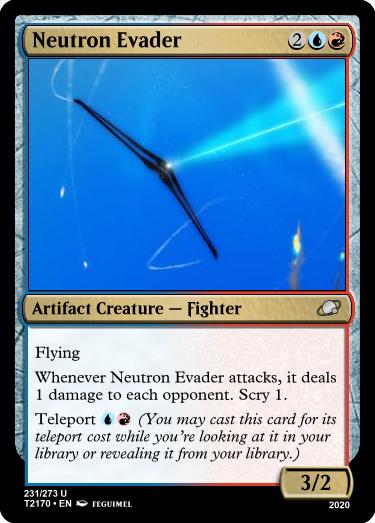 Neutron Evader 2
Artifact Creature — Fighter
Flying
Whenever Neutron Evader attacks, it deals
1 damage to each opponent. Scry 1.
Teleport (You may cast this card for its
teleport cost while you’re looking at it in your
library or revealing it from your library.)
3/2
231/273 U
T2170 • EN FEGUIMEL
2020